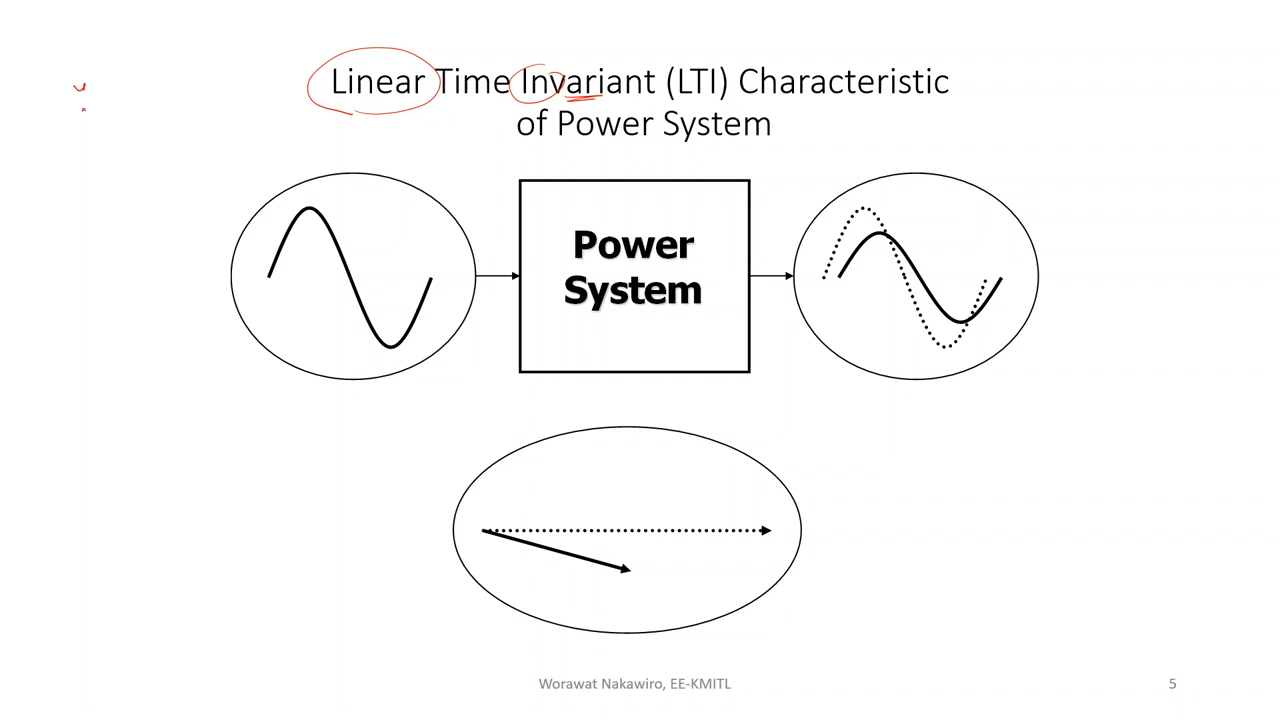 Linear Time Invariant (LTI) Characteristic
of Power System
Power
System
Worawat Nakawiro, EE-KMITL
5